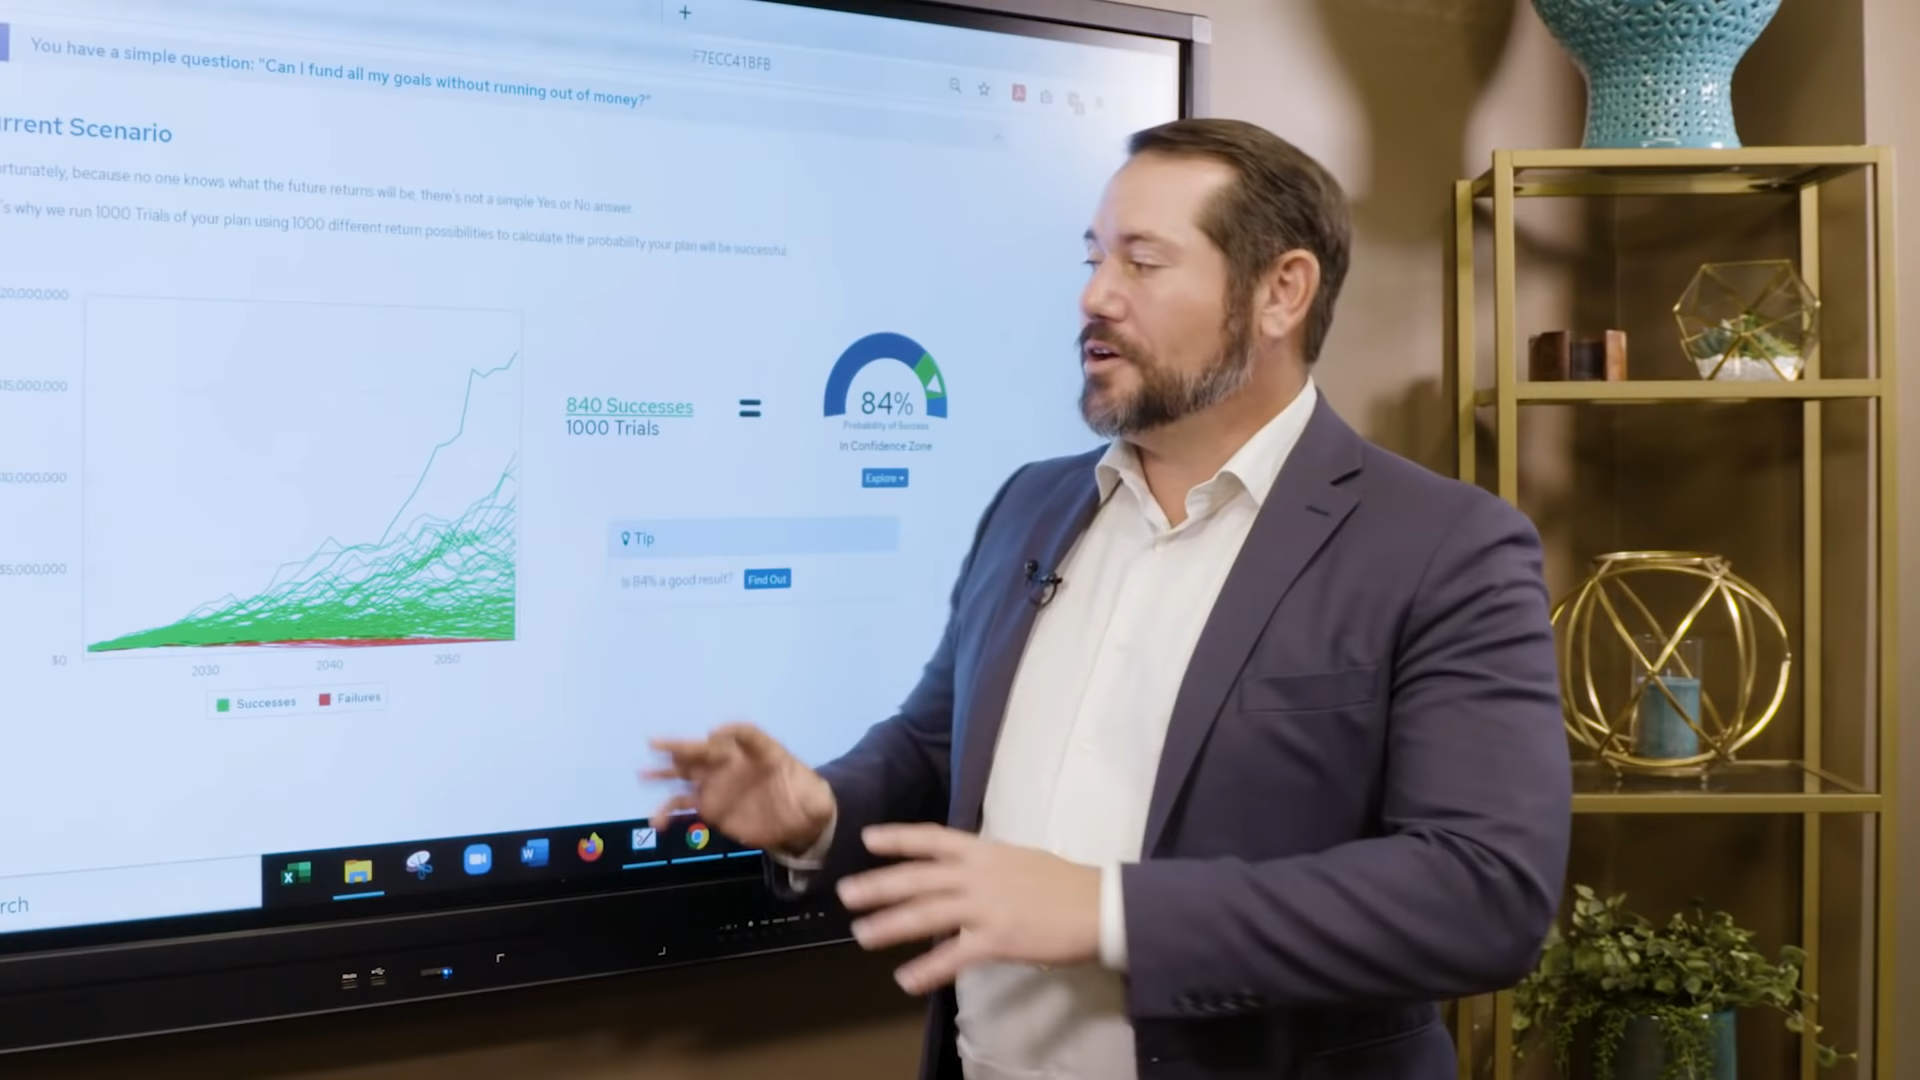 +
F7ECC41BFB
You have a simple question: "Can I fund all my goals without running out of money?"
rrent Scenario
rtunately, because no one knows what the future returns will be, there's not a simple Yes or No answer.
's why we run 1000 Trials of your plan using 1000 different return possibilities to calculate the probability your plan will be successful.
20,000,000
$15,000,000
$10,000,000
$5,000,000
$0
2030
2040
2050
Successes
Failures
840 Successes
1000 Trials
=
84%
Probability of Success
In Confidence Zone
Explore
Tip
Is 84% a good result?
Find Out
rch